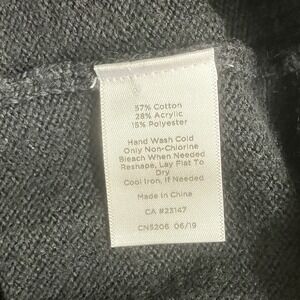 57% Cotton
28% Acrylic
15% Polyester
Hand Wash Cold
Only Non-Chlorine
Bleach When Needed
Reshape, Lay Flat To
Dry
Cool Iron, If Needed
Made In China
CA #23147
CN5206 06/19